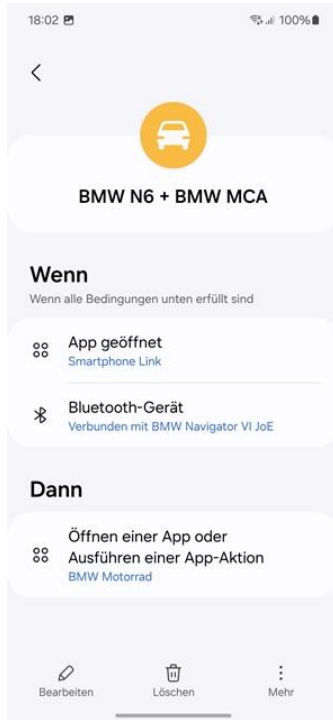 18:02 100%
BMW N6 + BMW MCA
Wenn
Wenn alle Bedingungen unten erfüllt sind
App geöffnet
Smartphone Link
Bluetooth-Gerät
Verbunden mit BMW Navigator VI JoE
Dann
Öffnen einer App oder
Ausführen einer App-Aktion
BMW Motorrad
Bearbeiten Löschen Mehr